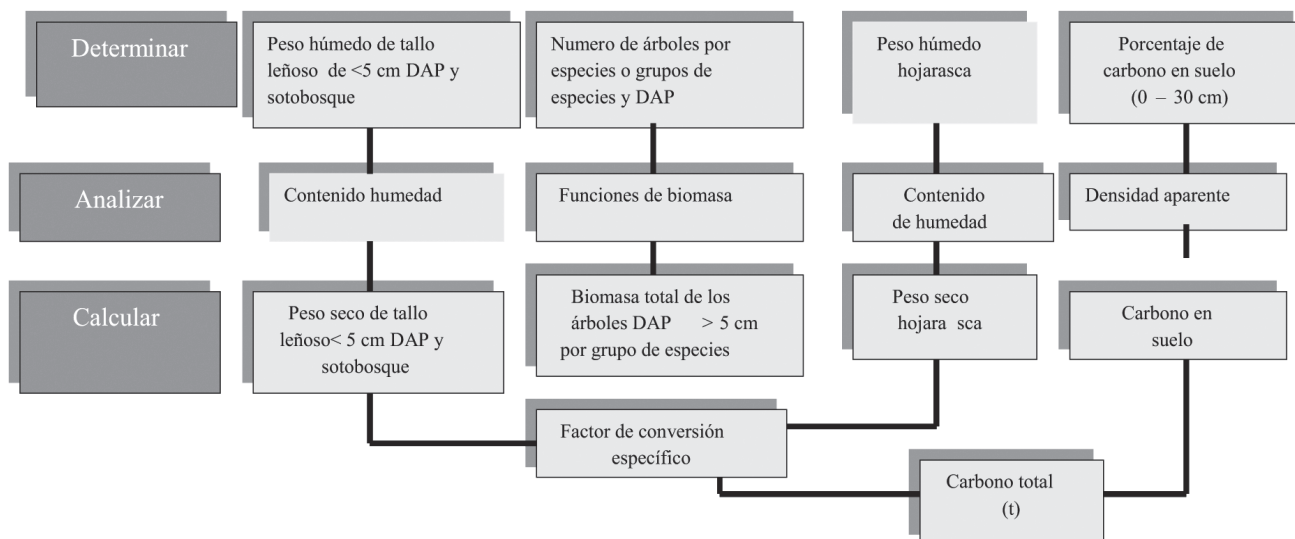 Determinar
Peso húmedo de tallo
leñoso de <5 cm DAP y
sotobosque
Numero de árboles por
especies o grupos de
especies y DAP
Peso húmedo
hojarasca
Porcentaje de
carbono en suelo
(0 – 30 cm)
Analizar
Contenido humedad
Funciones de biomasa
Contenido
de humedad
Densidad aparente
Calcular
Peso seco de tallo
leñoso< 5 cm DAP y
sotobosque
Biomasa total de los
árboles DAP > 5 cm
por grupo de especies
Peso seco
hojara sca
Carbono en
suelo
Factor de conversión
específico
Carbono total
(t)